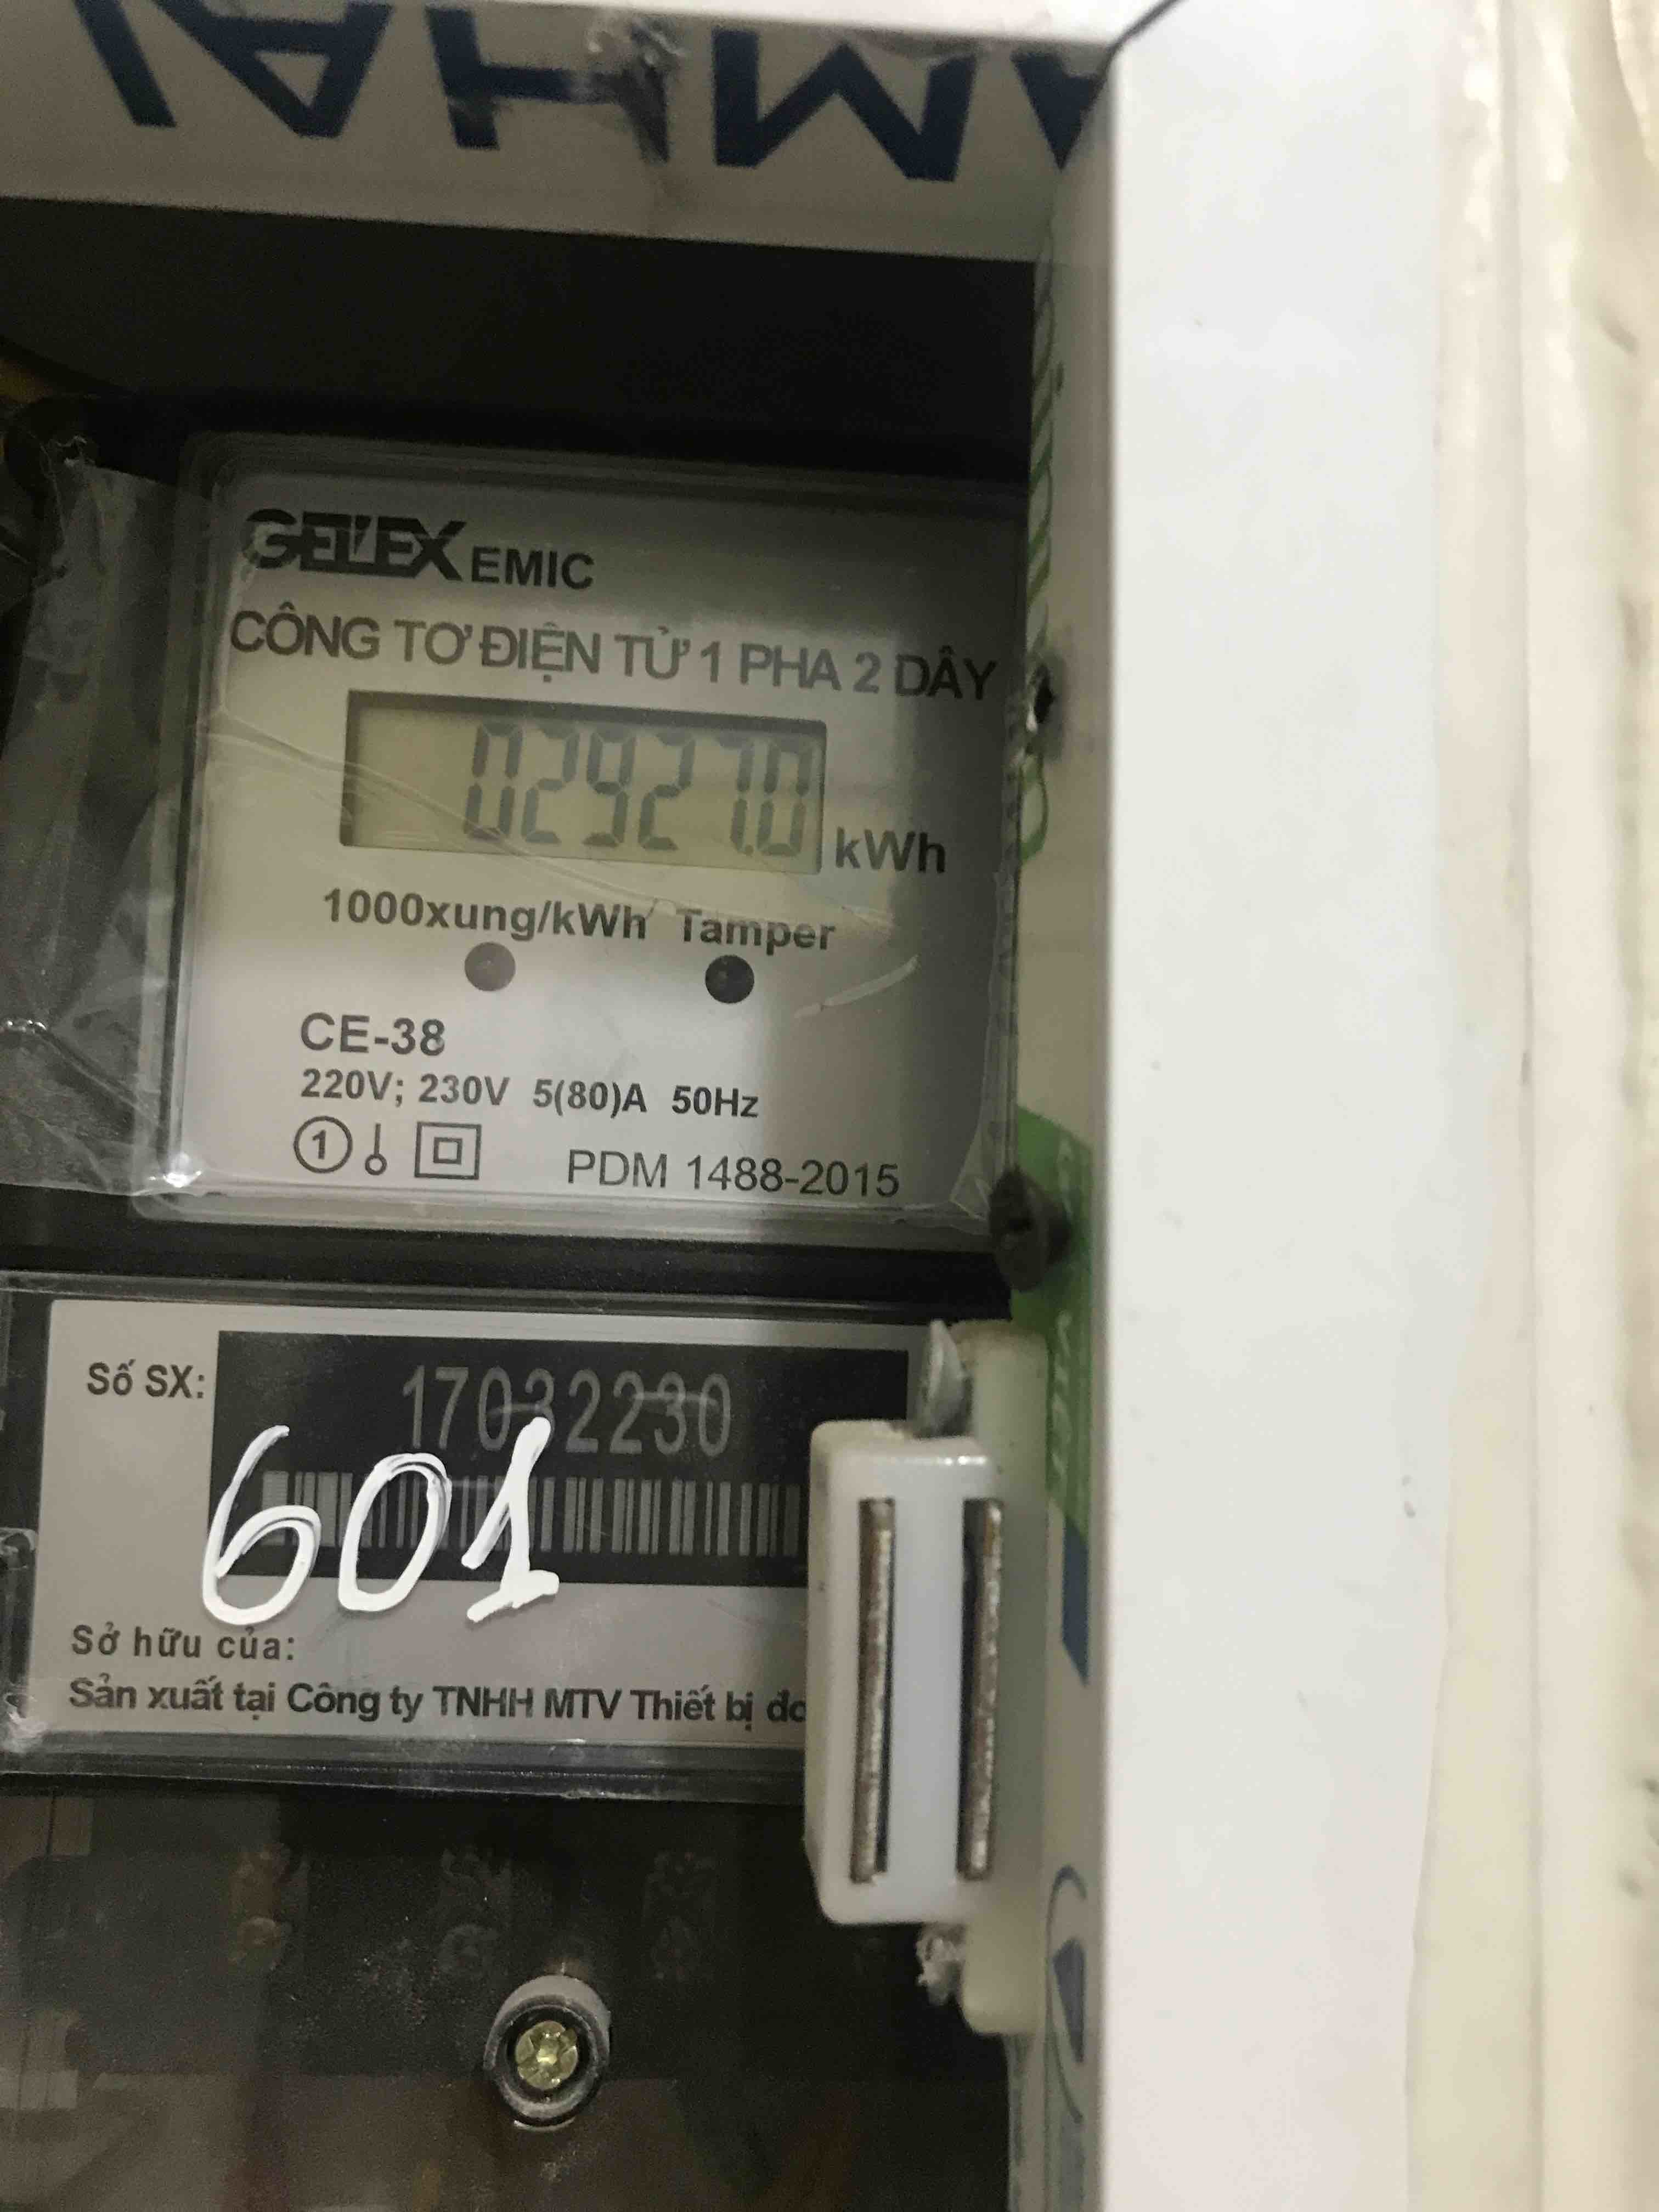 GELEX EMIC
CÔNG TƠ ĐIỆN TỬ 1 PHA 2 DÂY
02927.0 kWh
1000xung/kWh Tamper
CE-38
220V; 230V 5(80)A 50Hz
1 PDM 1488-2015
Số SX: 17032230
601
Sở hữu của:
Sản xuất tại Công ty TNHH MTV Thiết bị đo